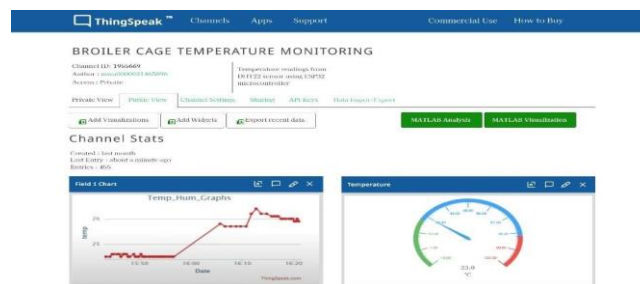 ThingSpeak™ Channels Apps Support Commercial Use How to Buy
BROILER CAGE TEMPERATURE MONITORING
Channel ID: 1966669
Author :
Access : Private
Temperature readings from
DHT22 sensor using ESP32
microcontroller
Private View Public View Channel Settings Sharing API Keys Data Import/Export
Add Visualizations Add Widgets Export recent data MATLAB Analysis MATLAB Visualization
Channel Stats
Created : last month
Last Entry : about a minute ago
Entries : 466
Field 1 Chart
Temp_Hum_Graphs
temp
15:50 16:00 16:10 16:20
Date
ThingSpeak.com
Temperature
23.0
°C